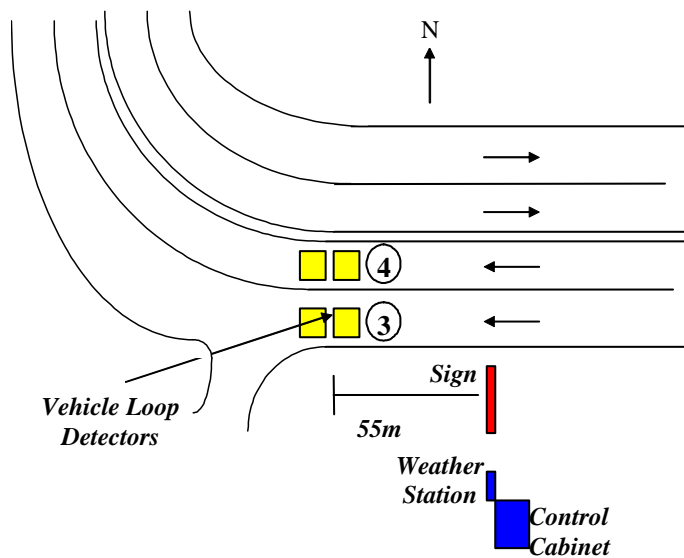 N
4
3
Sign
Vehicle Loop
Detectors
55m
Weather
Station
Control
Cabinet